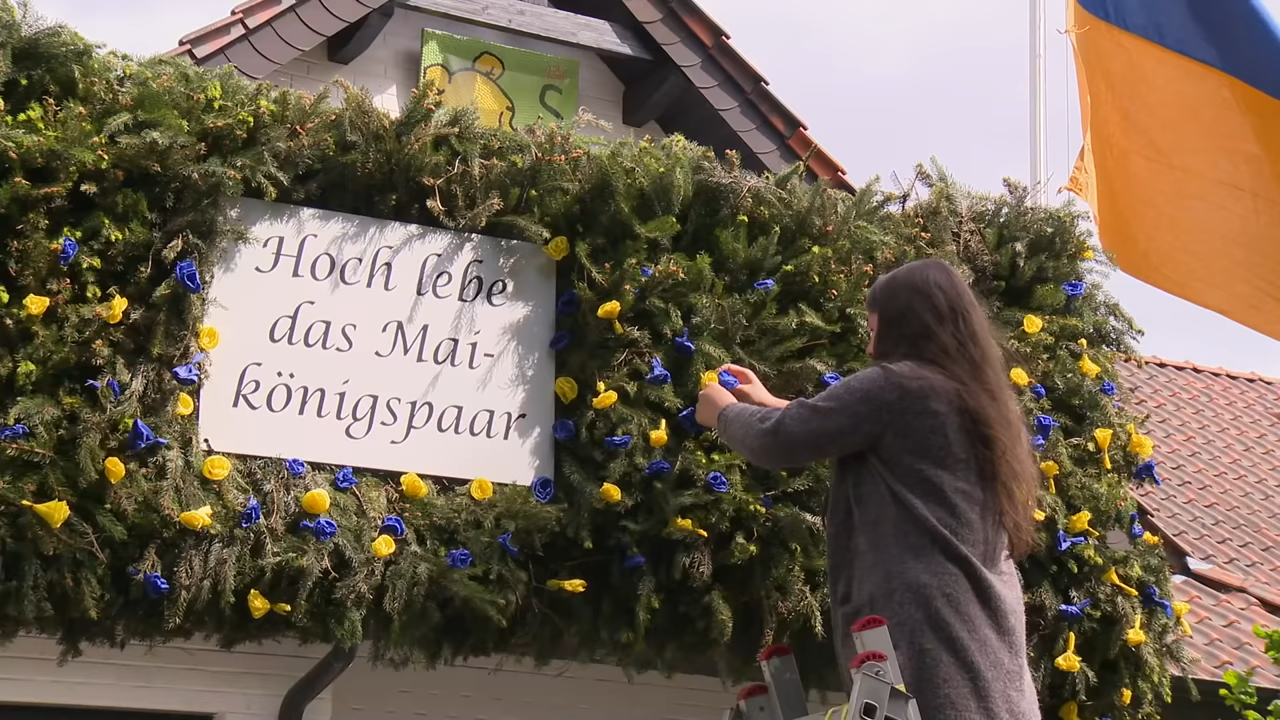 Hoch lebe
das Mai-
königspaar